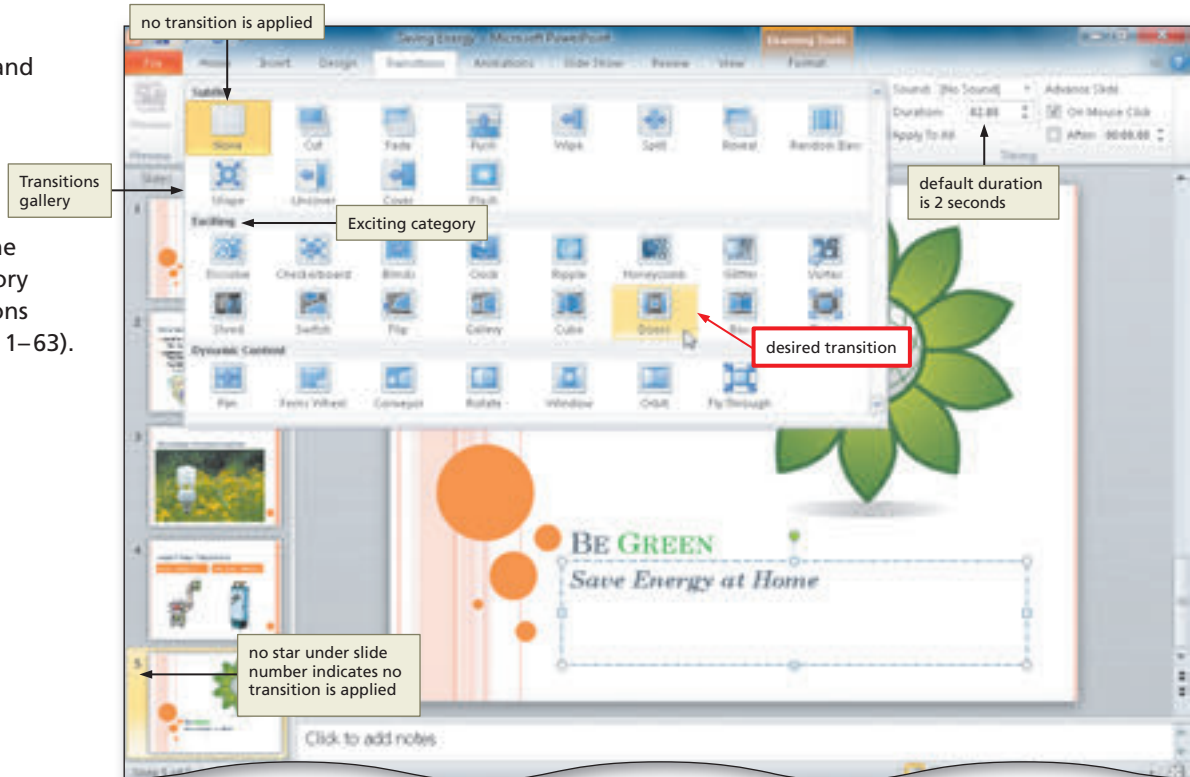 no transition is applied
and
Saving Energy - Microsoft PowerPoint
File Home Insert Design Transitions Animations Slide Show Review View Format
Sound: [No Sound] Advance Slide
Duration: 02.00 On Mouse Click
Apply To All After: 00:00.00
Preview
Timing
Subtle
None Cut Fade Push Wipe Split Reveal Random Bars
Shape Uncover Cover Flash
Transitions
gallery
default duration
is 2 seconds
Exciting
Exciting category
Dissolve Checkerboard Blinds Clock Ripple Honeycomb Glitter Vortex
Shred Switch Flip Gallery Cube Doors
ne
ory
ons
1–63).
desired transition
Dynamic Content
Pan Ferris Wheel Conveyor Rotate Window Orbit Fly Through
1
2
3
4
5
BE GREEN
Save Energy at Home
no star under slide
number indicates no
transition is applied
Click to add notes